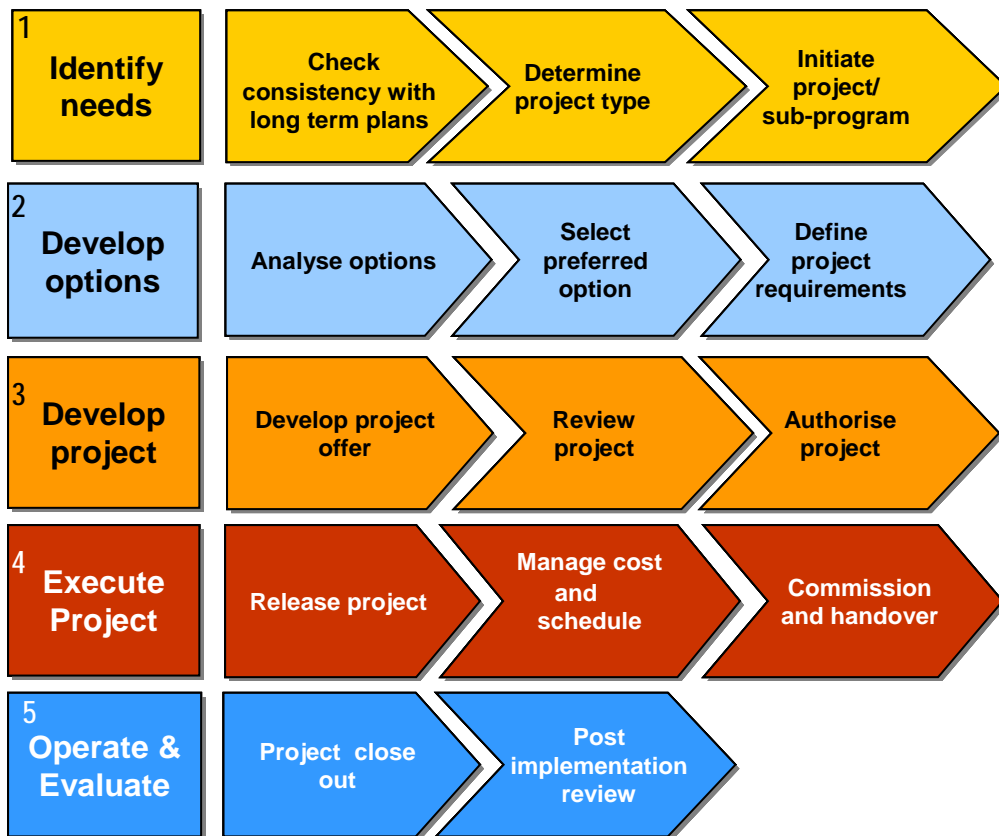 1
Identify
needs
Check
consistency with
long term plans
Determine
project type
Initiate
project/
sub-program
2
Develop
options
Analyse options
Select
preferred
option
Define
project
requirements
3
Develop
project
Develop project
offer
Review
project
Authorise
project
4
Execute
Project
Release project
Manage cost
and
schedule
Commission
and handover
5
Operate &
Evaluate
Project close
out
Post
implementation
review